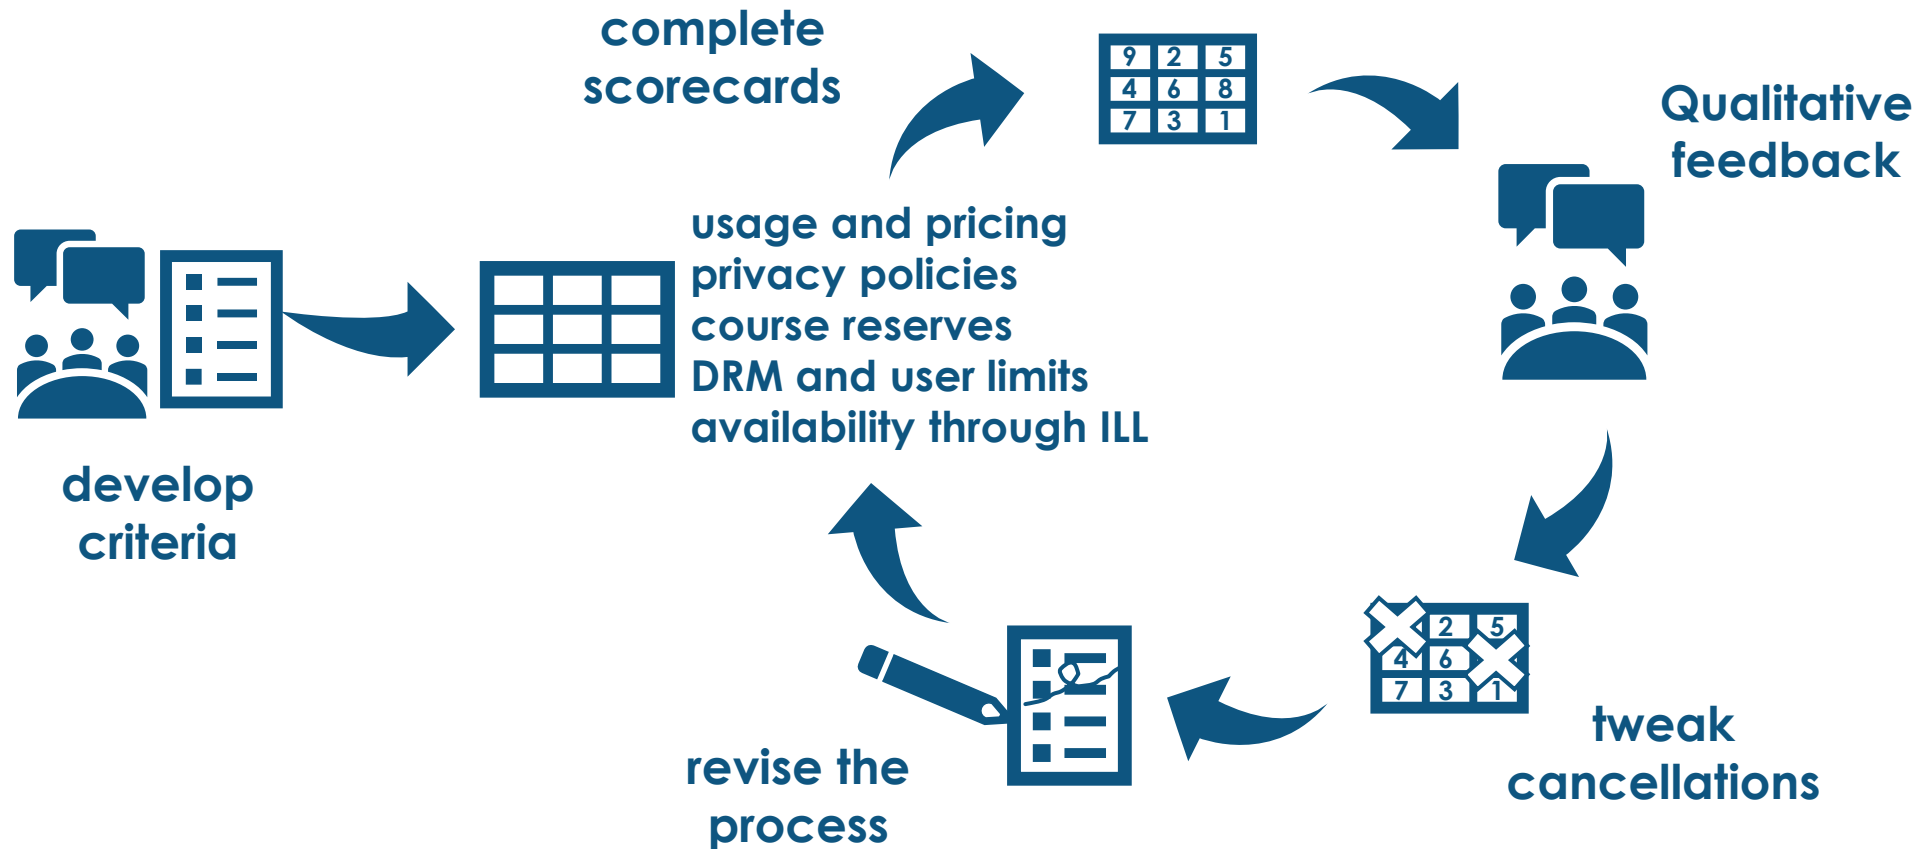 complete
scorecards
9 2 5
4 6 8
7 3 1
Qualitative
feedback
usage and pricing
privacy policies
course reserves
DRM and user limits
availability through ILL
develop
criteria
2 5
4 6
7 3 1
tweak
cancellations
revise the
process